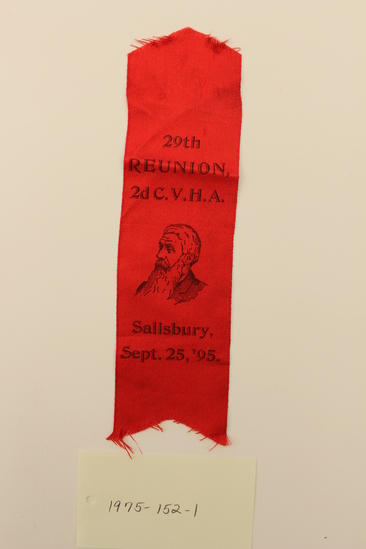 29th
REUNION,
2d C. V. H. A.
Salisbury,
Sept. 25, '95.
1975-152-1